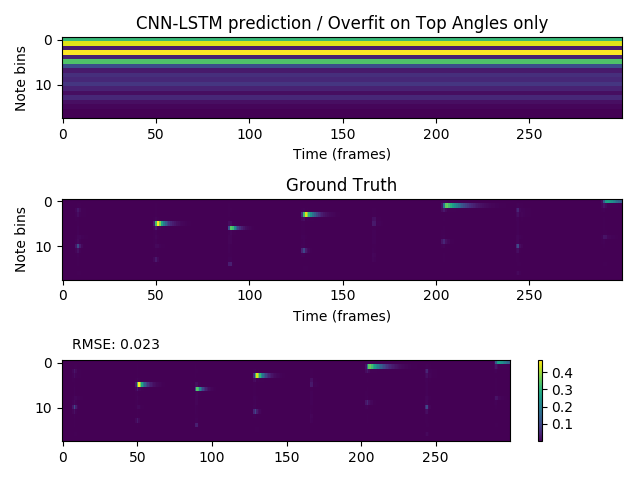 CNN-LSTM prediction / Overfit on Top Angles only
0
10
Note bins
0 50 100 150 200 250
Time (frames)
Ground Truth
0
10
Note bins
0 50 100 150 200 250
Time (frames)
RMSE: 0.023
0
10
0 50 100 150 200 250
0.4
0.3
0.2
0.1